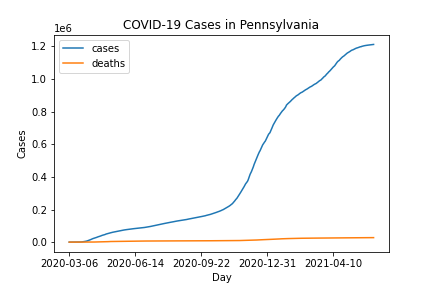 COVID-19 Cases in Pennsylvania
1e6
cases
deaths
1.2
1.0
0.8
0.6
0.4
0.2
0.0
Cases
2020-03-06 2020-06-14 2020-09-22 2020-12-31 2021-04-10
Day